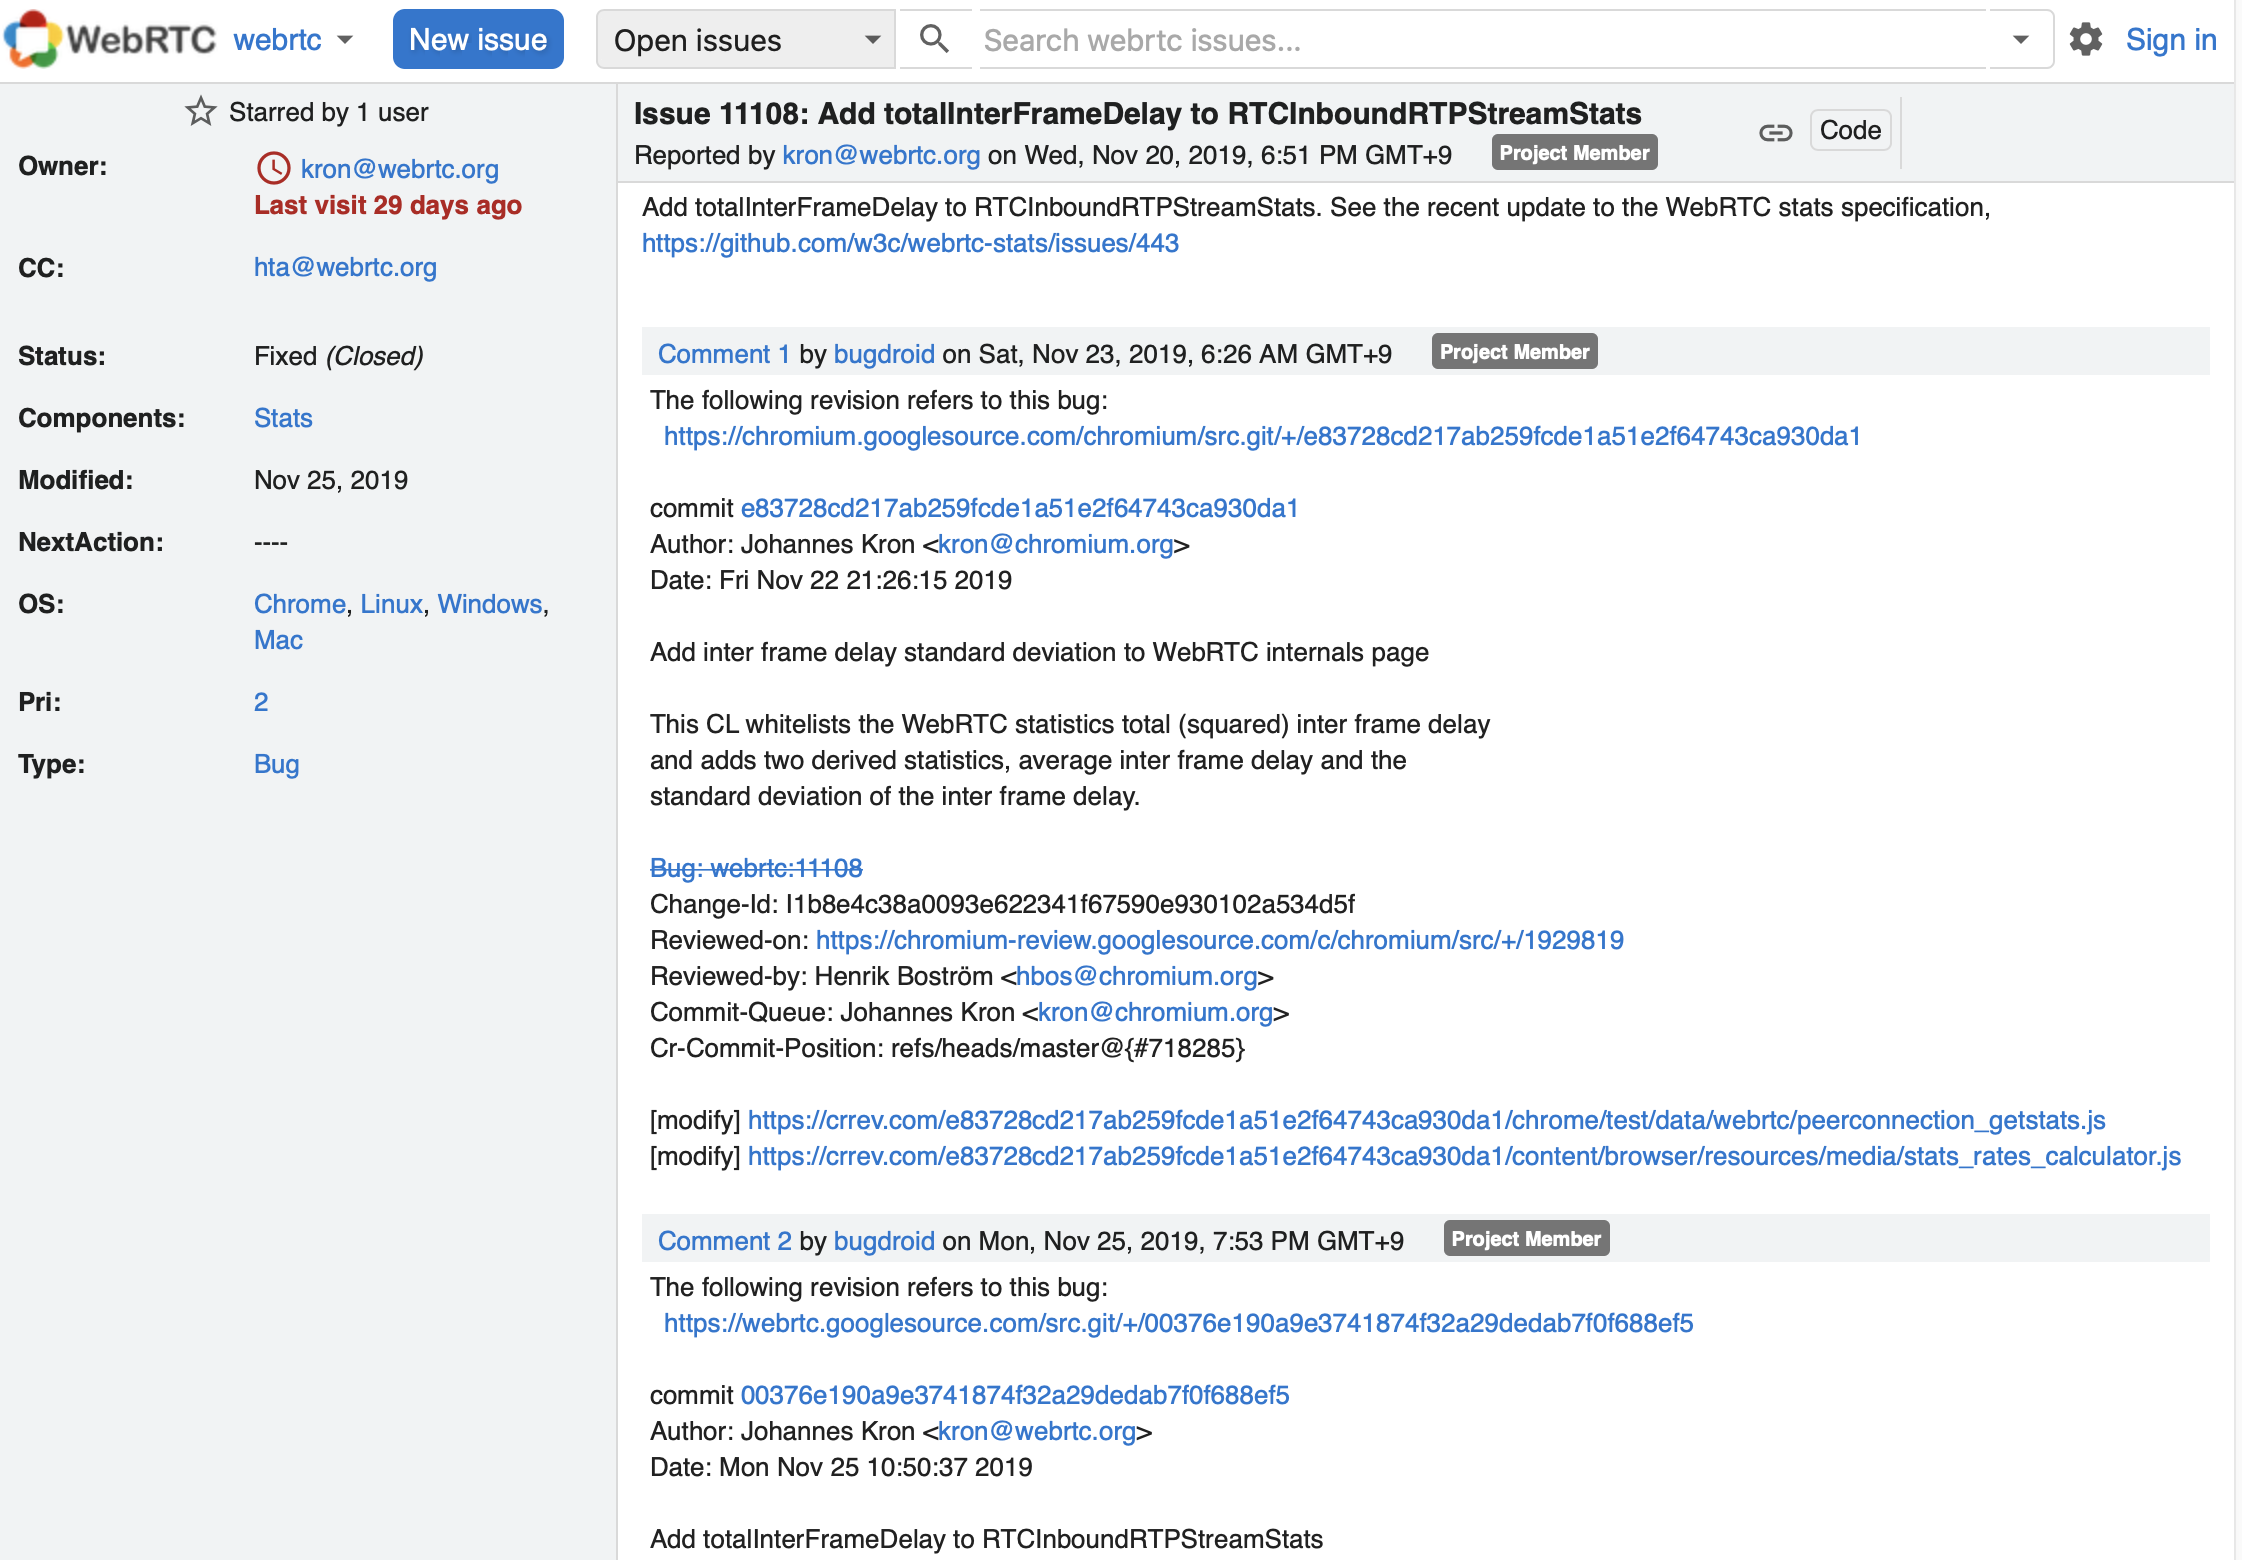 WebRTC webrtc New issue Open issues Search webrtc issues... Sign in
Starred by 1 user
Owner: kron@webrtc.org
Last visit 29 days ago
CC: hta@webrtc.org
Status: Fixed (Closed)
Components: Stats
Modified: Nov 25, 2019
NextAction: ----
OS: Chrome, Linux, Windows,
Mac
Pri: 2
Type: Bug
Issue 11108: Add totalInterFrameDelay to RTCInboundRTPStreamStats
Code
Reported by kron@webrtc.org on Wed, Nov 20, 2019, 6:51 PM GMT+9 Project Member
Add totalInterFrameDelay to RTCInboundRTPStreamStats. See the recent update to the WebRTC stats specification,
https://github.com/w3c/webrtc-stats/issues/443
Comment 1 by bugdroid on Sat, Nov 23, 2019, 6:26 AM GMT+9 Project Member
The following revision refers to this bug:
https://chromium.googlesource.com/chromium/src.git/+/e83728cd217ab259fcde1a51e2f64743ca930da1
commit e83728cd217ab259fcde1a51e2f64743ca930da1
Author: Johannes Kron <kron@chromium.org>
Date: Fri Nov 22 21:26:15 2019
Add inter frame delay standard deviation to WebRTC internals page
This CL whitelists the WebRTC statistics total (squared) inter frame delay
and adds two derived statistics, average inter frame delay and the
standard deviation of the inter frame delay.
Bug: webrtc:11108
Change-Id: I1b8e4c38a0093e622341f67590e930102a534d5f
Reviewed-on: https://chromium-review.googlesource.com/c/chromium/src/+/1929819
Reviewed-by: Henrik Boström <hbos@chromium.org>
Commit-Queue: Johannes Kron <kron@chromium.org>
Cr-Commit-Position: refs/heads/master@{#718285}
[modify] https://crrev.com/e83728cd217ab259fcde1a51e2f64743ca930da1/chrome/test/data/webrtc/peerconnection_getstats.js
[modify] https://crrev.com/e83728cd217ab259fcde1a51e2f64743ca930da1/content/browser/resources/media/stats_rates_calculator.js
Comment 2 by bugdroid on Mon, Nov 25, 2019, 7:53 PM GMT+9 Project Member
The following revision refers to this bug:
https://webrtc.googlesource.com/src.git/+/00376e190a9e3741874f32a29dedab7f0f688ef5
commit 00376e190a9e3741874f32a29dedab7f0f688ef5
Author: Johannes Kron <kron@webrtc.org>
Date: Mon Nov 25 10:50:37 2019
Add totalInterFrameDelay to RTCInboundRTPStreamStats